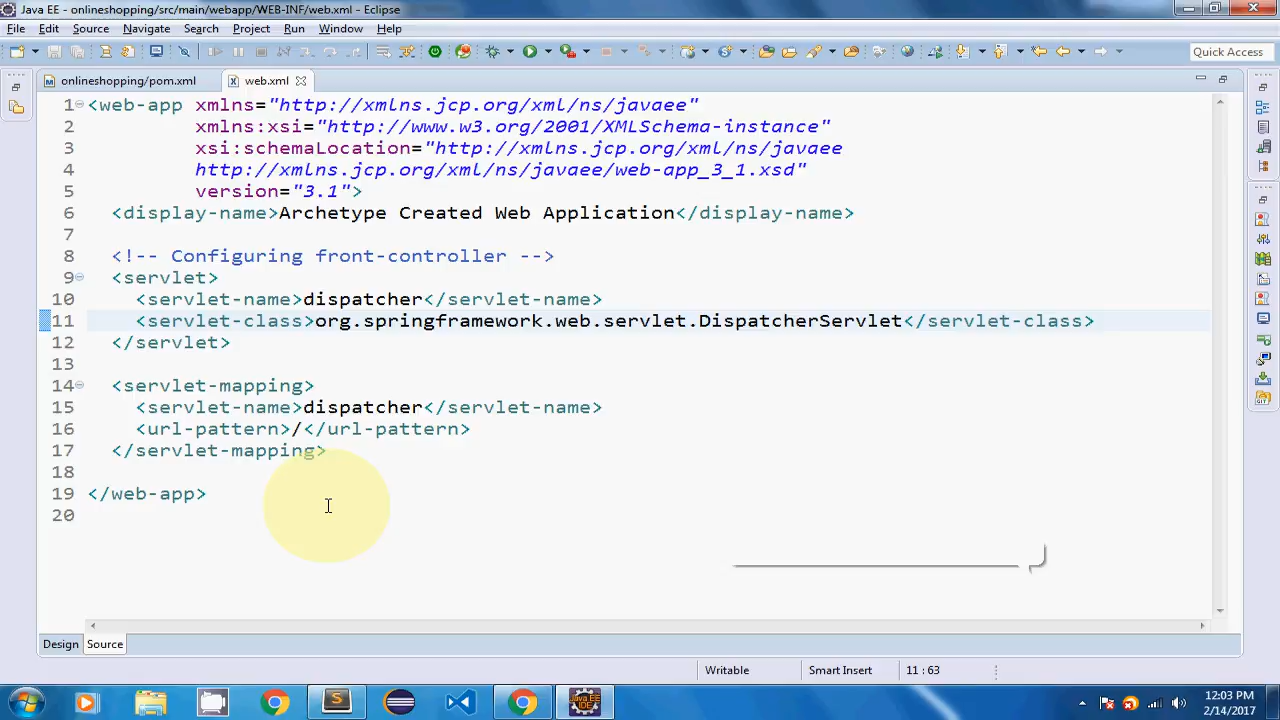 Java EE - onlineshopping/src/main/webapp/WEB-INF/web.xml - Eclipse
File Edit Source Navigate Search Project Run Window Help
Quick Access
onlineshopping/pom.xml web.xml
1 <web-app xmlns="http://xmlns.jcp.org/xml/ns/javaee"
2 xmlns:xsi="http://www.w3.org/2001/XMLSchema-instance"
3 xsi:schemaLocation="http://xmlns.jcp.org/xml/ns/javaee
4 http://xmlns.jcp.org/xml/ns/javaee/web-app_3_1.xsd"
5 version="3.1">
6 <display-name>Archetype Created Web Application</display-name>
7
8 <!-- Configuring front-controller -->
9 <servlet>
10 <servlet-name>dispatcher</servlet-name>
11 <servlet-class>org.springframework.web.servlet.DispatcherServlet</servlet-class>
12 </servlet>
13
14 <servlet-mapping>
15 <servlet-name>dispatcher</servlet-name>
16 <url-pattern>/</url-pattern>
17 </servlet-mapping>
18
19 </web-app>
20
Design Source
Writable Smart Insert 11 : 63
Java EE IDE
12:03 PM
2/14/2017